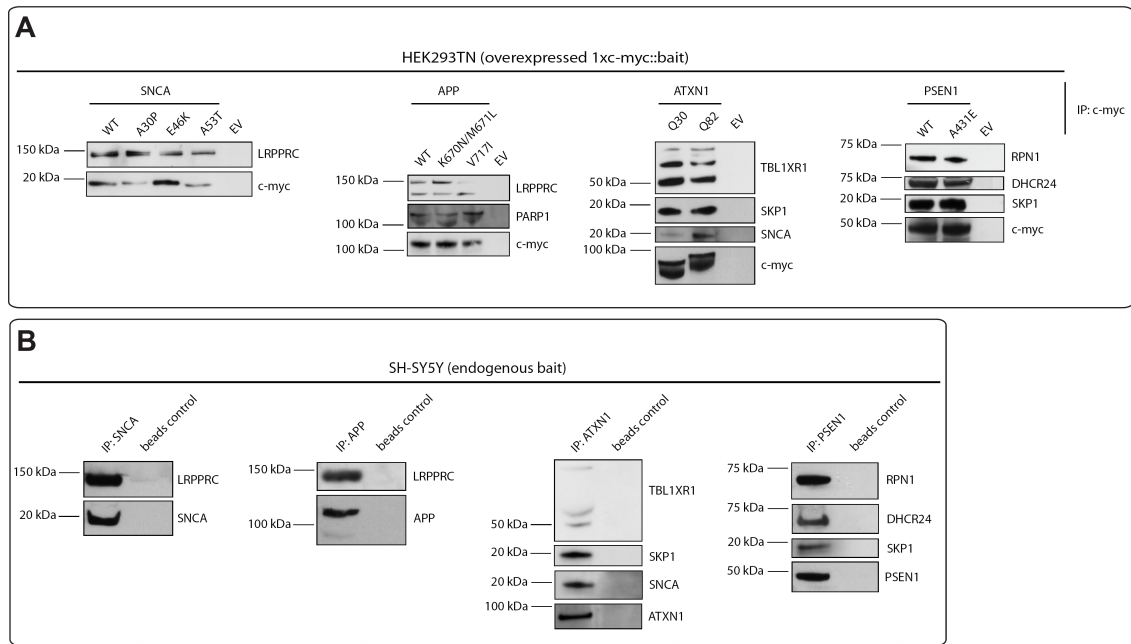 A
HEK293TN (overexpressed 1xc-myc::bait)
SNCA
APP
ATXN1
PSEN1
IP: c-myc
WT
A30P
E46K
A53T
EV
150 kDa
LRPPRC
20 kDa
c-myc
WT
K670N/M671L
V717I
EV
150 kDa
LRPPRC
100 kDa
PARP1
100 kDa
c-myc
Q30
Q82
EV
TBL1XR1
50 kDa
20 kDa
SKP1
20 kDa
SNCA
100 kDa
c-myc
WT
A431E
EV
75 kDa
RPN1
75 kDa
DHCR24
20 kDa
SKP1
50 kDa
c-myc
B
SH-SY5Y (endogenous bait)
IP: SNCA
beads control
150 kDa
LRPPRC
20 kDa
SNCA
IP: APP
beads control
150 kDa
LRPPRC
100 kDa
APP
IP: ATXN1
beads control
TBL1XR1
50 kDa
20 kDa
SKP1
20 kDa
SNCA
100 kDa
ATXN1
IP: PSEN1
beads control
75 kDa
RPN1
75 kDa
DHCR24
20 kDa
SKP1
50 kDa
PSEN1